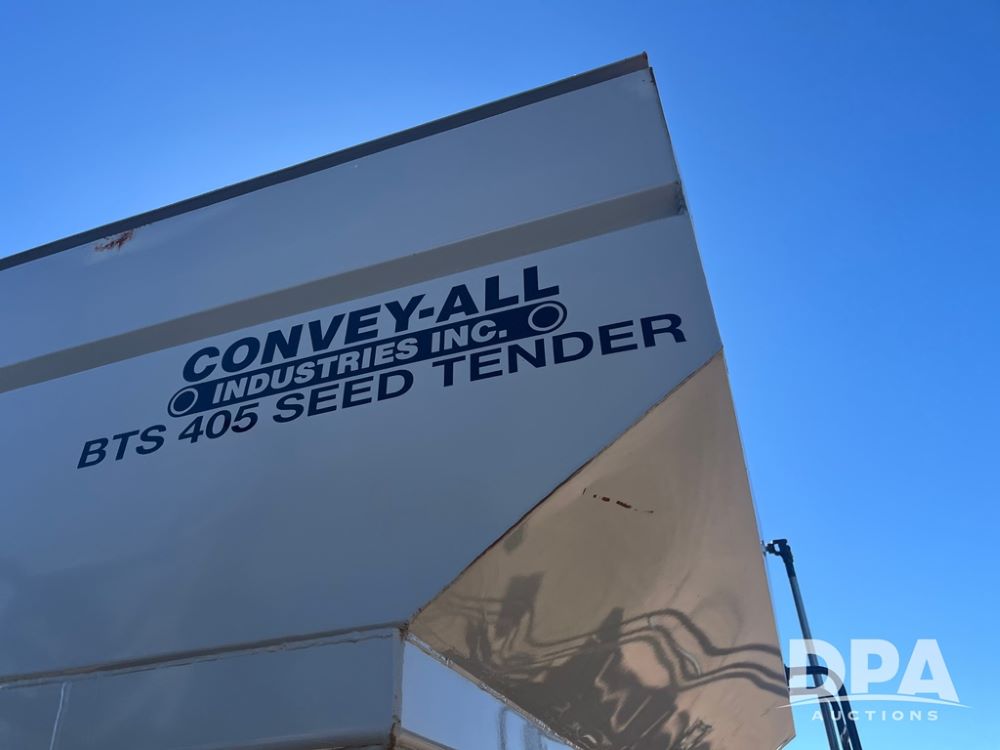 CONVEY-ALL
INDUSTRIES INC.
BTS 405 SEED TENDER
DPA
AUCTIONS